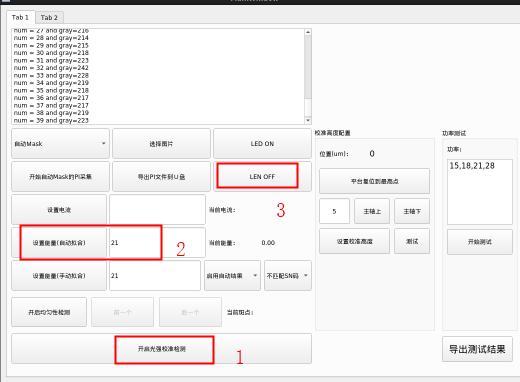 Tab 1 Tab 2
num = 27 and gray=216
num = 28 and gray=214
num = 29 and gray=215
num = 30 and gray=218
num = 31 and gray=223
num = 32 and gray=242
num = 33 and gray=228
num = 34 and gray=219
num = 35 and gray=218
num = 36 and gray=217
num = 37 and gray=217
num = 38 and gray=219
num = 39 and gray=223
自动Mask 选择图片 LED ON
开始自动Mask的PI采集 导出PI文件到U盘 LEN OFF
设置电流 当前电流: 3
设置能量(自动拟合) 21 2 当前能量: 0.00
设置能量(手动拟合) 21 启用自动结果 不匹配SN码
开启均匀性检测 前一个 后一个 当前斑点:
开启光强校准检测 1
校准高度配置
位置(um): 0
平台复位到最高点
5 主轴上 主轴下
设置校准高度 测试
功率测试
功率:
15,18,21,28
开始测试
导出测试结果